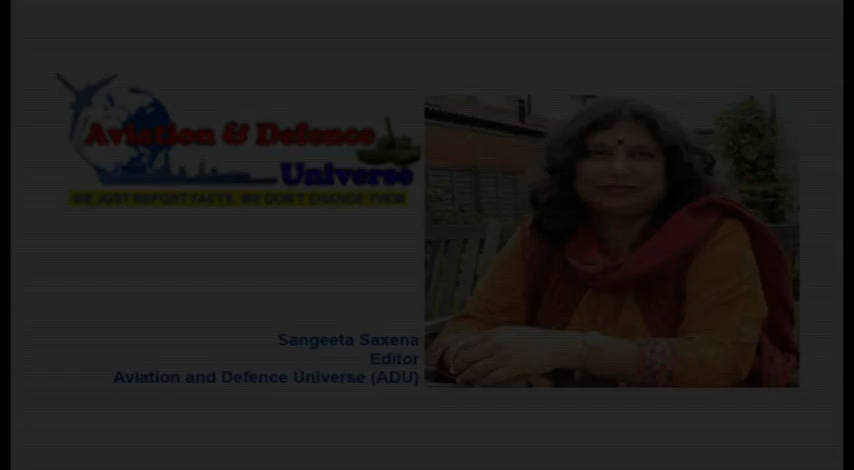 Aviation & Defence
Universe
WE JUST REPORT FACTS, WE DON'T CHANGE THEM
Sangeeta Saxena
Editor
Aviation and Defence Universe (ADU)